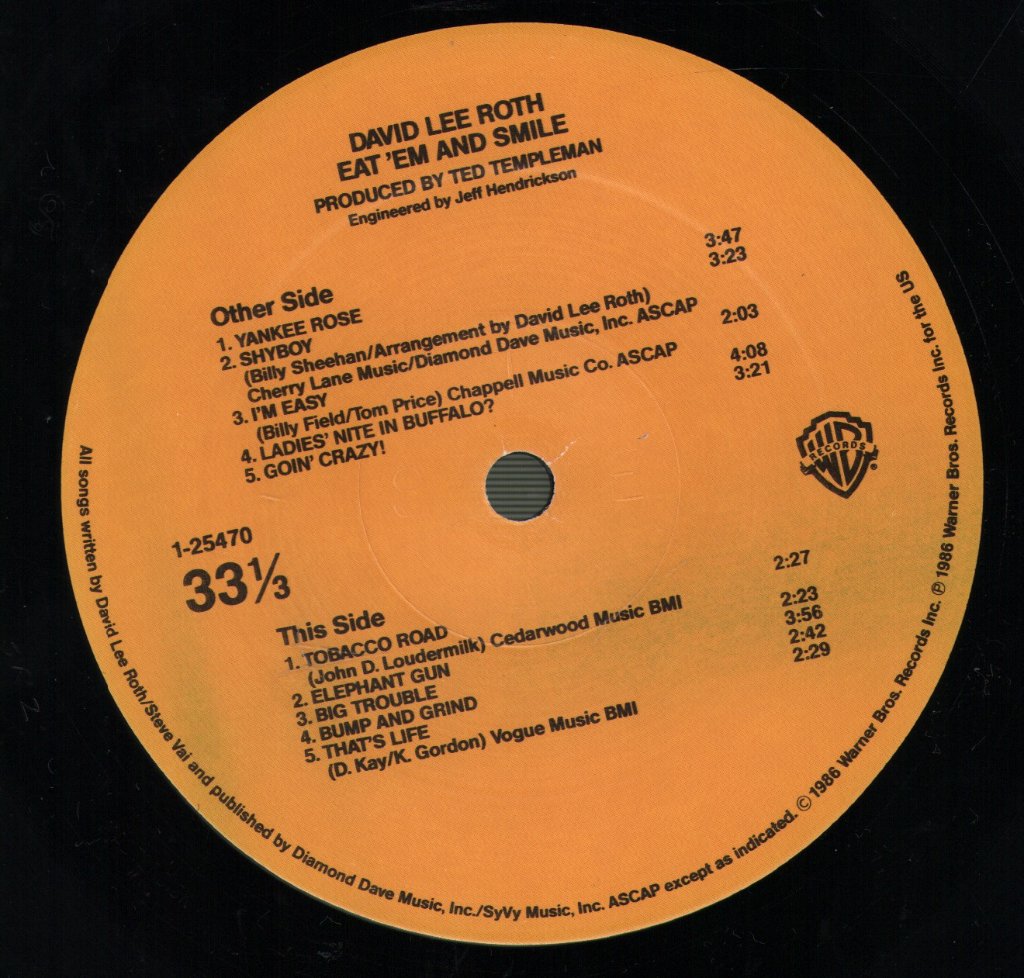 DAVID LEE ROTH
EAT 'EM AND SMILE
PRODUCED BY TED TEMPLEMAN
Engineered by Jeff Hendrickson
Other Side
1. YANKEE ROSE 3:47
2. SHYBOY 3:23
(Billy Sheehan/Arrangement by David Lee Roth)
Cherry Lane Music/Diamond Dave Music, Inc. ASCAP
3. I'M EASY 2:03
(Billy Field/Tom Price) Chappell Music Co. ASCAP
4. LADIES' NITE IN BUFFALO? 4:08
5. GOIN' CRAZY! 3:21
WB RECORDS ®
1-25470
33⅓
This Side
1. TOBACCO ROAD 2:27
(John D. Loudermilk) Cedarwood Music BMI
2. ELEPHANT GUN 2:23
3. BIG TROUBLE 3:56
4. BUMP AND GRIND 2:42
5. THAT'S LIFE 2:29
(D. Kay/K. Gordon) Vogue Music BMI
All songs written by David Lee Roth/Steve Vai and published by Diamond Dave Music, Inc./SyVy Music, Inc. ASCAP except as indicated. © 1986 Warner Bros. Records Inc. ℗ 1986 Warner Bros. Records Inc. for the US